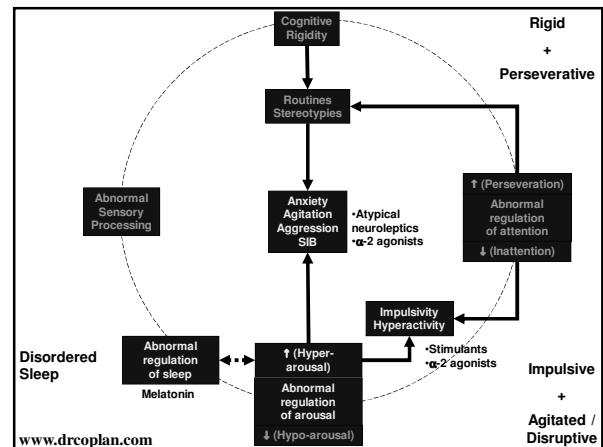 Cognitive
Rigidity
Rigid
+
Perseverative
Routines
Stereotypies
Abnormal
Sensory
Processing
Anxiety
Agitation
Aggression
SIB
•Atypical
neuroleptics
•α-2 agonists
↑ (Perseveration)
Abnormal
regulation
of attention
↓ (Inattention)
Impulsivity
Hyperactivity
•Stimulants
•α-2 agonists
Disordered
Sleep
Abnormal
regulation
of sleep
Melatonin
↑ (Hyper-
arousal)
Abnormal
regulation
of arousal
↓ (Hypo-arousal)
Impulsive
+
Agitated /
Disruptive
www.drcoplan.com